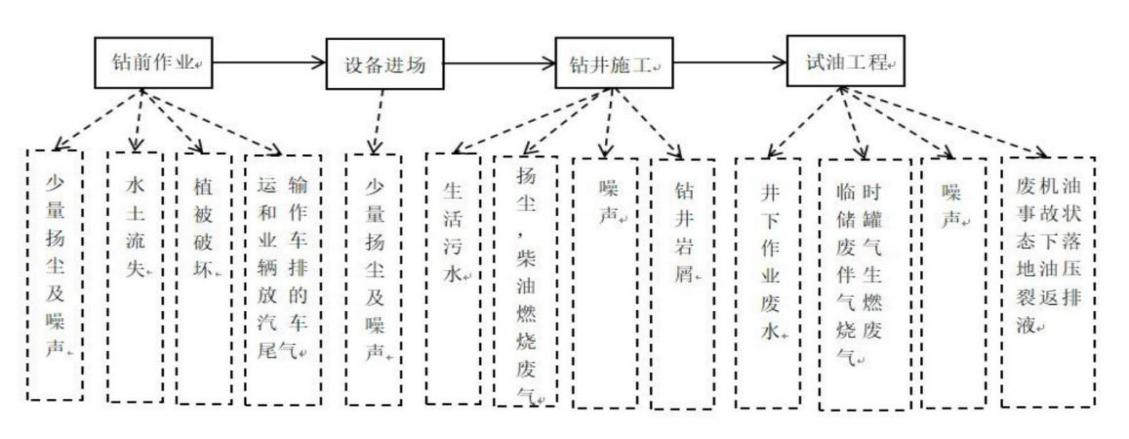 钻前作业
设备进场
钻井施工
试油工程
少量扬尘及噪声
水土流失
植被破坏
运输和作业车辆排放的汽车尾气
少量扬尘及噪声
生活污水
扬尘，柴油燃烧废气
噪声
钻井岩屑
井下作业废水
临时储罐废气伴生气燃烧废气
噪声
废机油事故状态下落地油压裂返排液